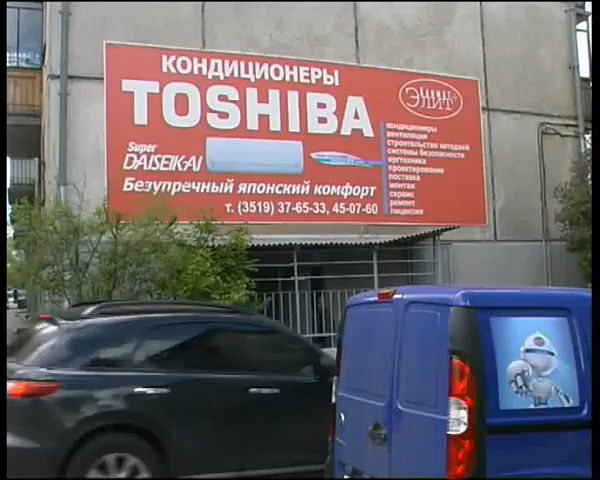 КОНДИЦИОНЕРЫ
TOSHIBA
ЭЛИТ
Super
DAISEIKAI
Безупречный японский комфорт
т. (3519) 37-65-33, 45-07-60
кондиционеры
вентиляция
строительство коттеджей
системы безопасности
оргтехника
проектирование
поставка
монтаж
сервис
ремонт
лицензия